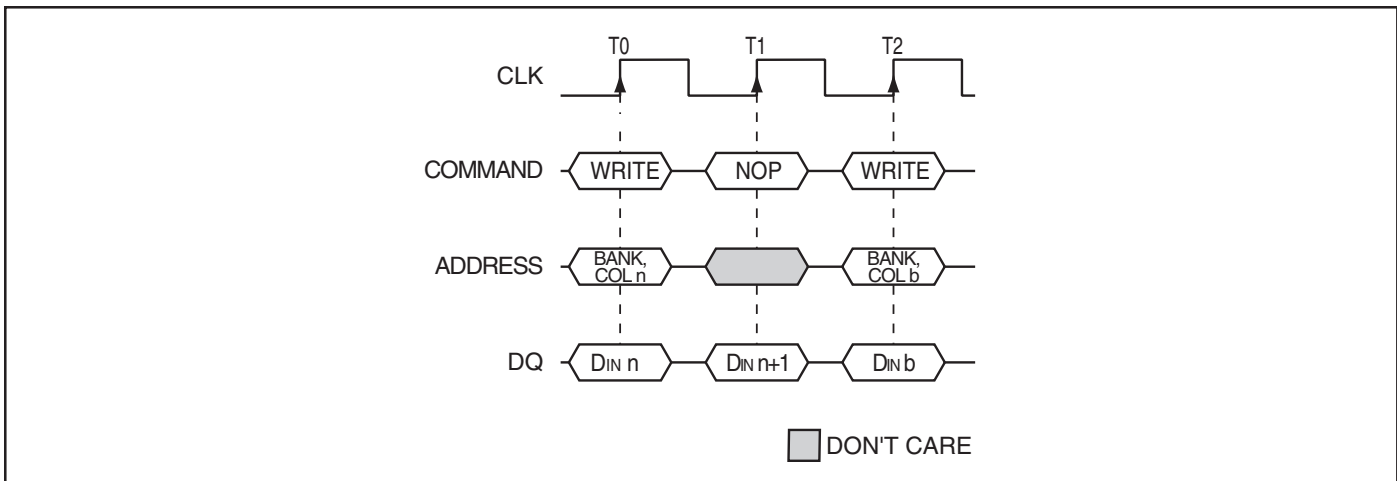 T0 T1 T2
CLK
COMMAND WRITE NOP WRITE
ADDRESS BANK, COL n BANK, COL b
DQ DIN n DIN n+1 DIN b
DON'T CARE